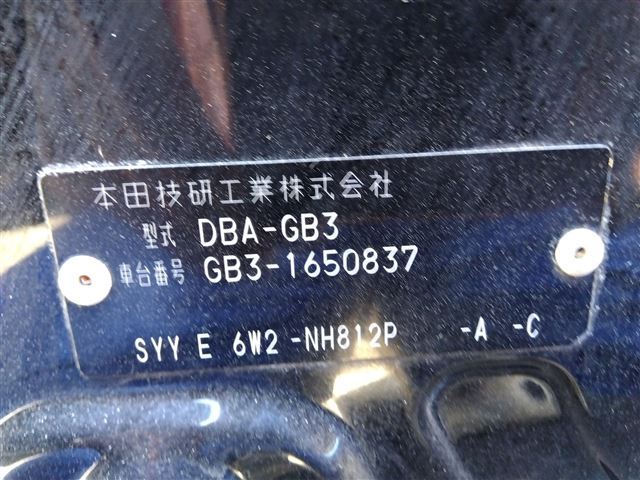 本田技研工業株式会社
型式 DBA-GB3
車台番号 GB3-1650837
SYY E 6W2 -NH812P -A -C